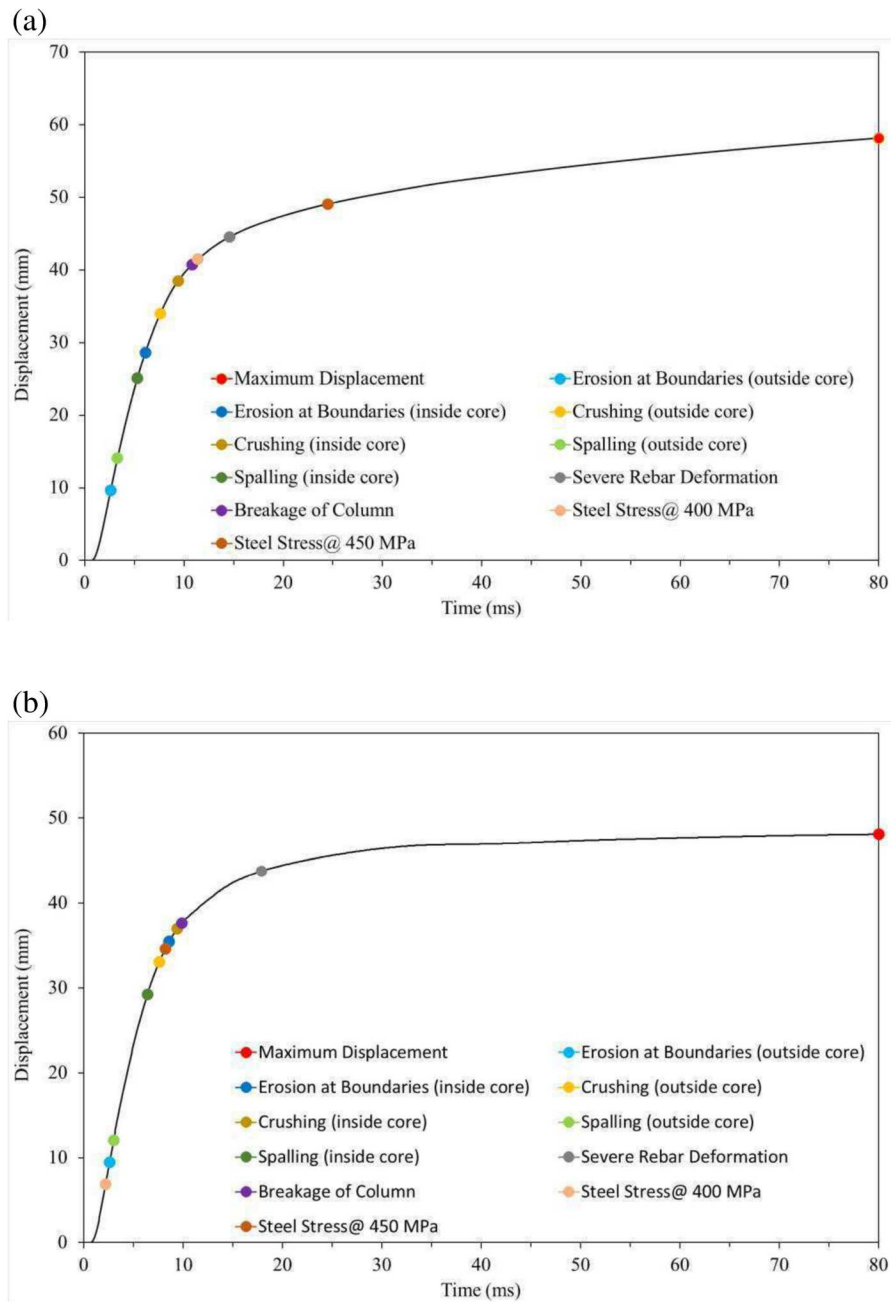 (a)
70
60
50
40
30
20
10
0
Displacement (mm)
Maximum Displacement
Erosion at Boundaries (outside core)
Erosion at Boundaries (inside core)
Crushing (outside core)
Crushing (inside core)
Spalling (outside core)
Spalling (inside core)
Severe Rebar Deformation
Breakage of Column
Steel Stress@ 400 MPa
Steel Stress@ 450 MPa
0 10 20 30 40 50 60 70 80
Time (ms)
(b)
60
50
40
30
20
10
0
Displacement (mm)
Maximum Displacement
Erosion at Boundaries (outside core)
Erosion at Boundaries (inside core)
Crushing (outside core)
Crushing (inside core)
Spalling (outside core)
Spalling (inside core)
Severe Rebar Deformation
Breakage of Column
Steel Stress@ 400 MPa
Steel Stress@ 450 MPa
0 10 20 30 40 50 60 70 80
Time (ms)